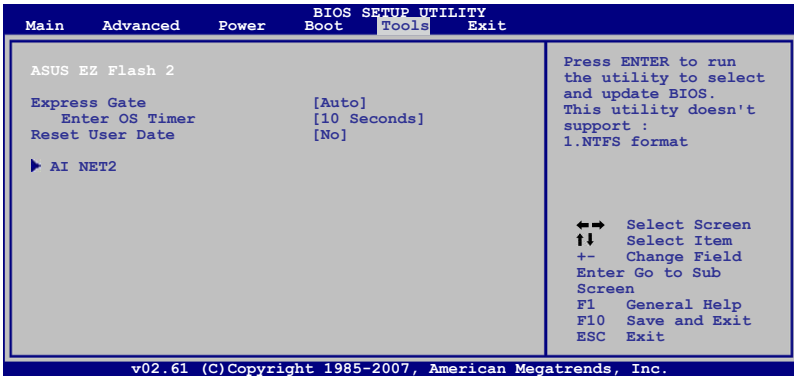 BIOS SETUP UTILITY
Main Advanced Power Boot Tools Exit
ASUS EZ Flash 2
Express Gate [Auto]
Enter OS Timer [10 Seconds]
Reset User Date [No]
AI NET2
Press ENTER to run
the utility to select
and update BIOS.
This utility doesn't
support :
1.NTFS format
Select Screen
Select Item
+- Change Field
Enter Go to Sub
Screen
F1 General Help
F10 Save and Exit
ESC Exit
v02.61 (C)Copyright 1985-2007, American Megatrends, Inc.